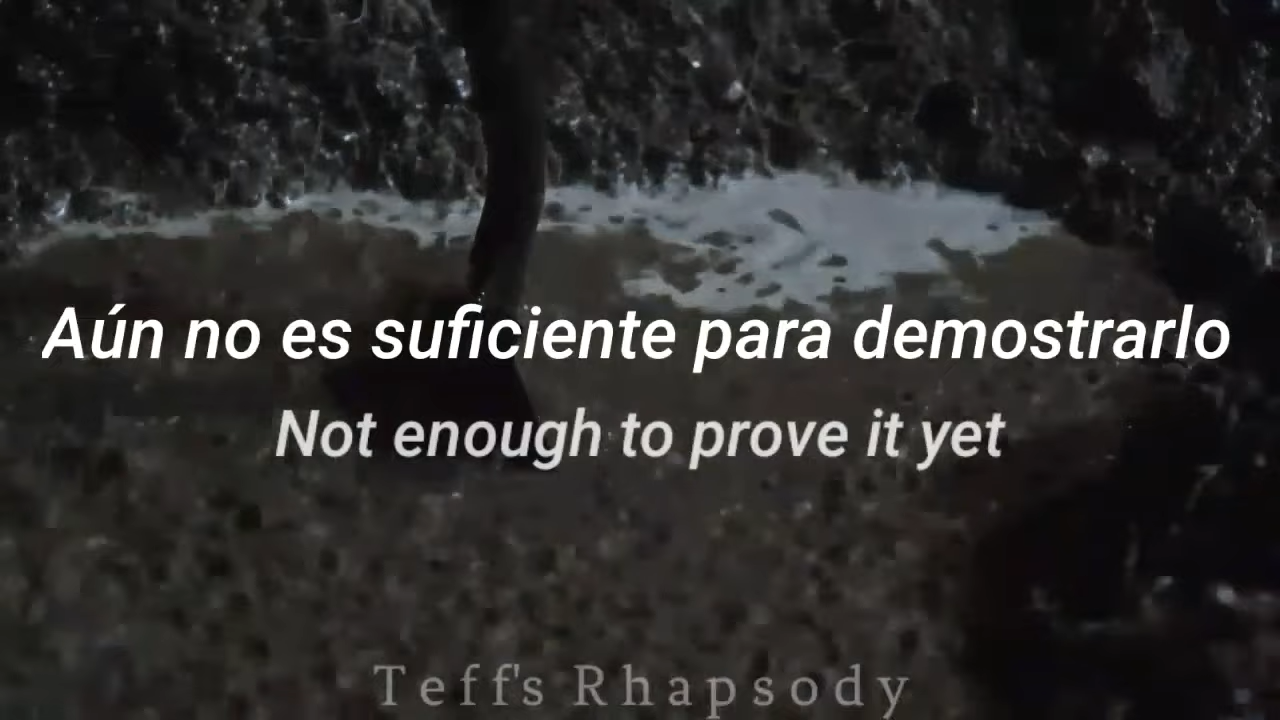 Aún no es suficiente para demostrarlo
Not enough to prove it yet
Teff's Rhapsody